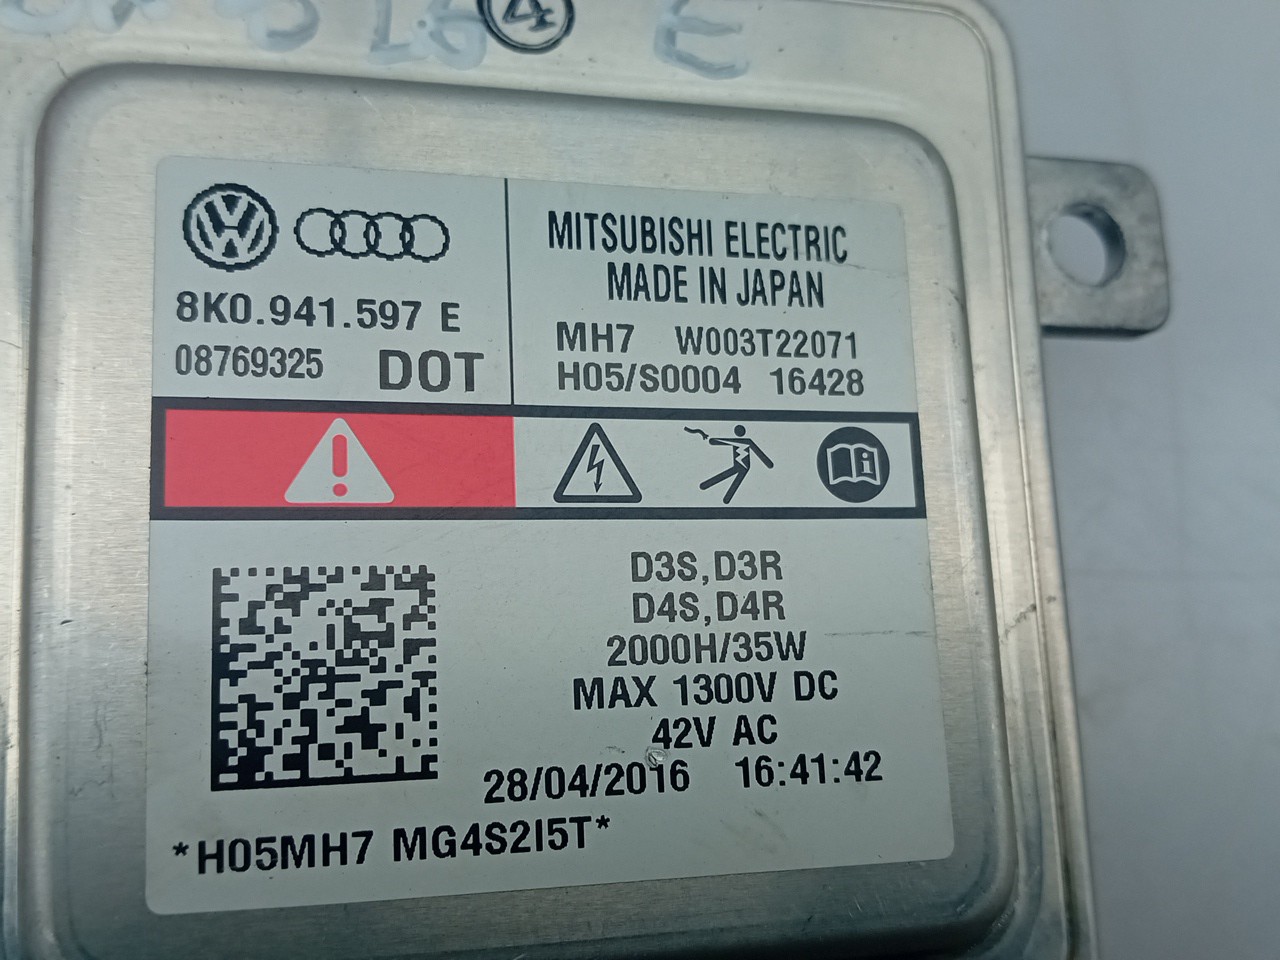 4 E
8K0.941.597 E
08769325 DOT
MITSUBISHI ELECTRIC
MADE IN JAPAN
MH7 W003T22071
H05/S0004 16428
D3S,D3R
D4S,D4R
2000H/35W
MAX 1300V DC
42V AC
28/04/2016 16:41:42
*H05MH7 MG4S2I5T*